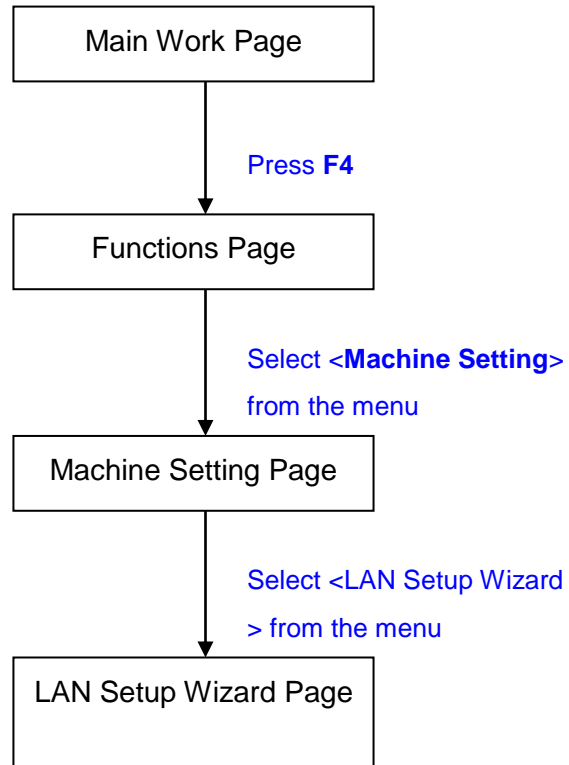 Main Work Page
Press F4
Functions Page
Select <Machine Setting>
from the menu
Machine Setting Page
Select <LAN Setup Wizard
> from the menu
LAN Setup Wizard Page